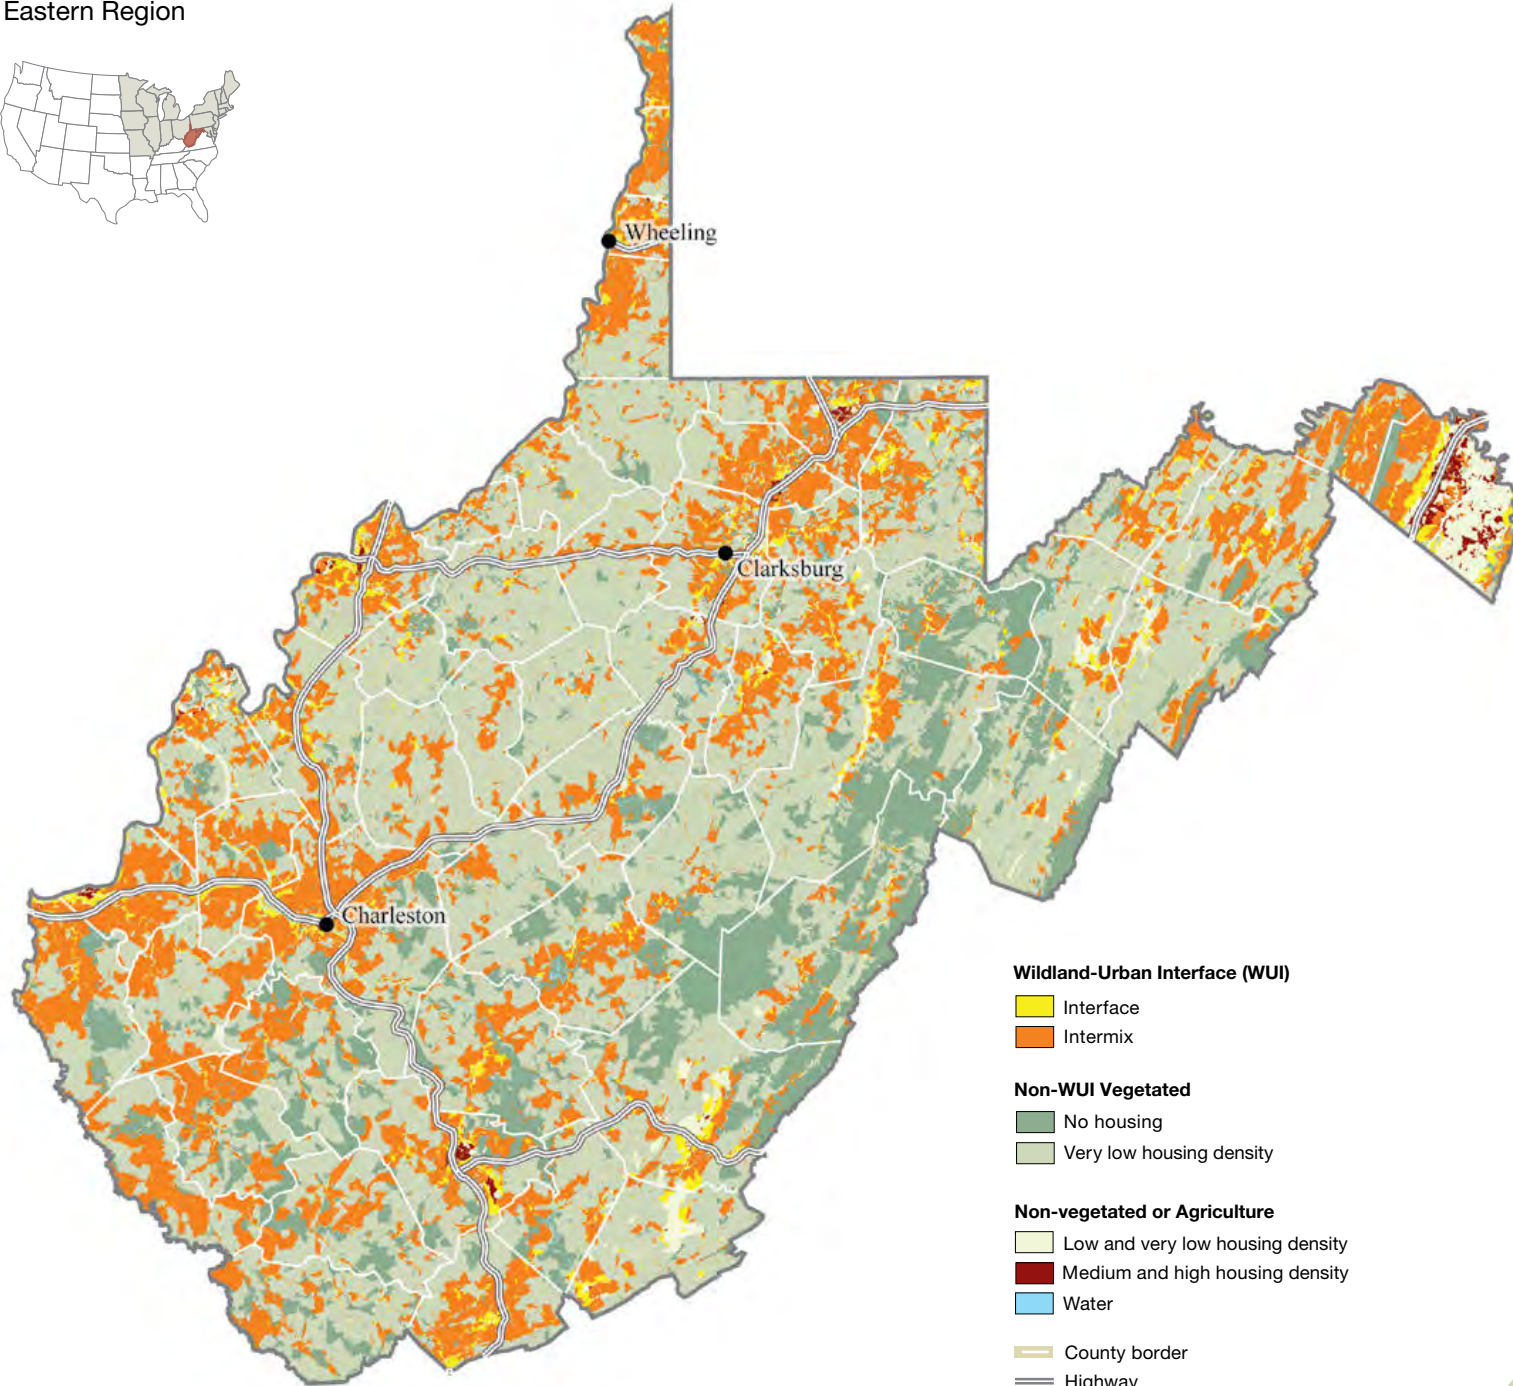 Eastern Region
Wheeling
Clarksburg
Charleston
Wildland-Urban Interface (WUI)
Interface
Intermix
Non-WUI Vegetated
No housing
Very low housing density
Non-vegetated or Agriculture
Low and very low housing density
Medium and high housing density
Water
County border
Highway